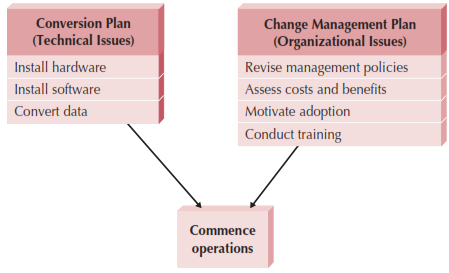 Conversion Plan
(Technical Issues)
Install hardware
Install software
Convert data
Change Management Plan
(Organizational Issues)
Revise management policies
Assess costs and benefits
Motivate adoption
Conduct training
Commence
operations